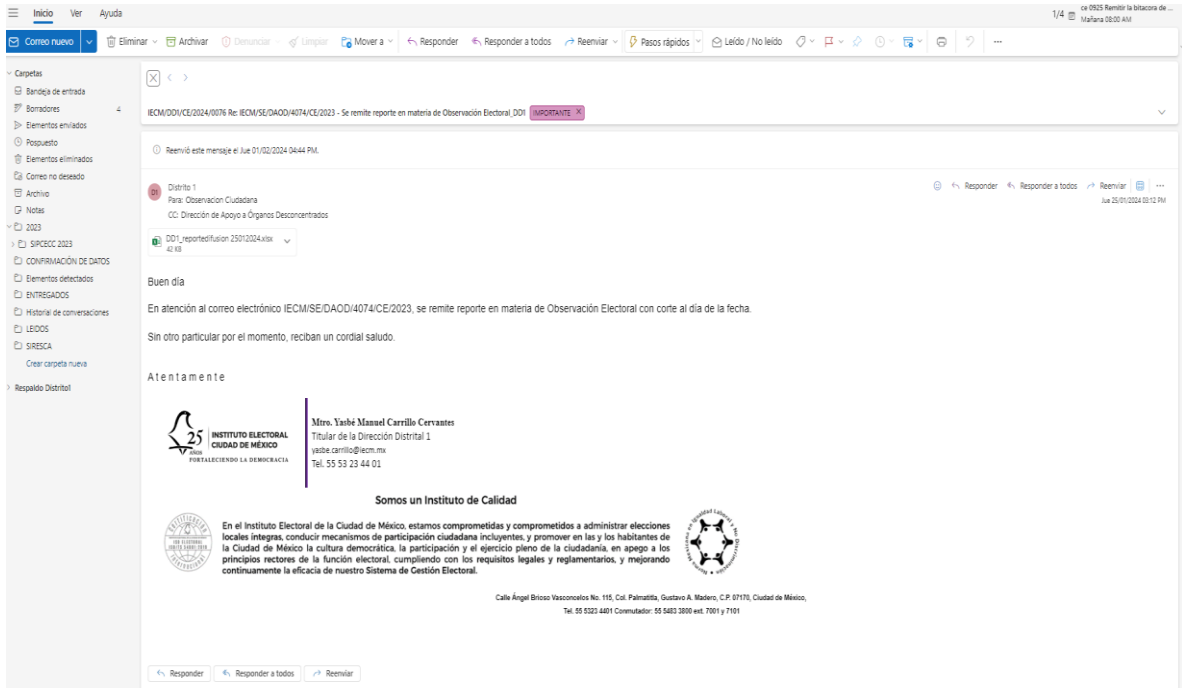 Inicio Ver Ayuda
1/4 ce 0925 Remitir la bitacora de ...
Mañana 08:00 AM
Correo nuevo Eliminar Archivar Denunciar Limpiar Mover a Responder Responder a todos Reenviar Pasos rápidos Leído / No leído ...
Carpetas
Bandeja de entrada
Borradores 4
Elementos enviados
Pospuesto
Elementos eliminados
Correo no deseado
Archivo
Notas
2023
SIPCECC 2023
CONFIRMACIÓN DE DATOS
Elementos detectados
ENTREGADOS
Historial de conversaciones
LEIDOS
SIRESCA
Crear carpeta nueva
Respaldo Distrito1
IECM/DD1/CE/2024/0076 Re: IECM/SE/DAOD/4074/CE/2023 - Se remite reporte en materia de Observación Electoral_DD1 IMPORTANTE X
Reenvió este mensaje el Jue 01/02/2024 04:44 PM.
D1
Distrito 1
Para: Observacion Ciudadana
CC: Dirección de Apoyo a Órganos Desconcentrados
Responder Responder a todos Reenviar ...
Jue 25/01/2024 03:12 PM
DD1_reportedifusion 25012024.xlsx
42 KB
Buen día
En atención al correo electrónico IECM/SE/DAOD/4074/CE/2023, se remite reporte en materia de Observación Electoral con corte al día de la fecha.
Sin otro particular por el momento, reciban un cordial saludo.
A t e n t a m e n t e
25 AÑOS
INSTITUTO ELECTORAL
CIUDAD DE MÉXICO
FORTALECIENDO LA DEMOCRACIA
Mtro. Yasbé Manuel Carrillo Cervantes
Titular de la Dirección Distrital 1
yasbe.carrillo@iecm.mx
Tel. 55 53 23 44 01
Somos un Instituto de Calidad
En el Instituto Electoral de la Ciudad de México, estamos comprometidas y comprometidos a administrar elecciones
locales íntegras, conducir mecanismos de participación ciudadana incluyentes, y promover en las y los habitantes de
la Ciudad de México la cultura democrática, la participación y el ejercicio pleno de la ciudadanía, en apego a los
principios rectores de la función electoral, cumpliendo con los requisitos legales y reglamentarios, y mejorando
continuamente la eficacia de nuestro Sistema de Gestión Electoral.
Calle Ángel Brioso Vasconcelos No. 115, Col. Palmatitla, Gustavo A. Madero, C.P. 07170, Ciudad de México,
Tel. 55 5323 4401 Conmutador: 55 5483 3800 ext. 7001 y 7101
Responder Responder a todos Reenviar